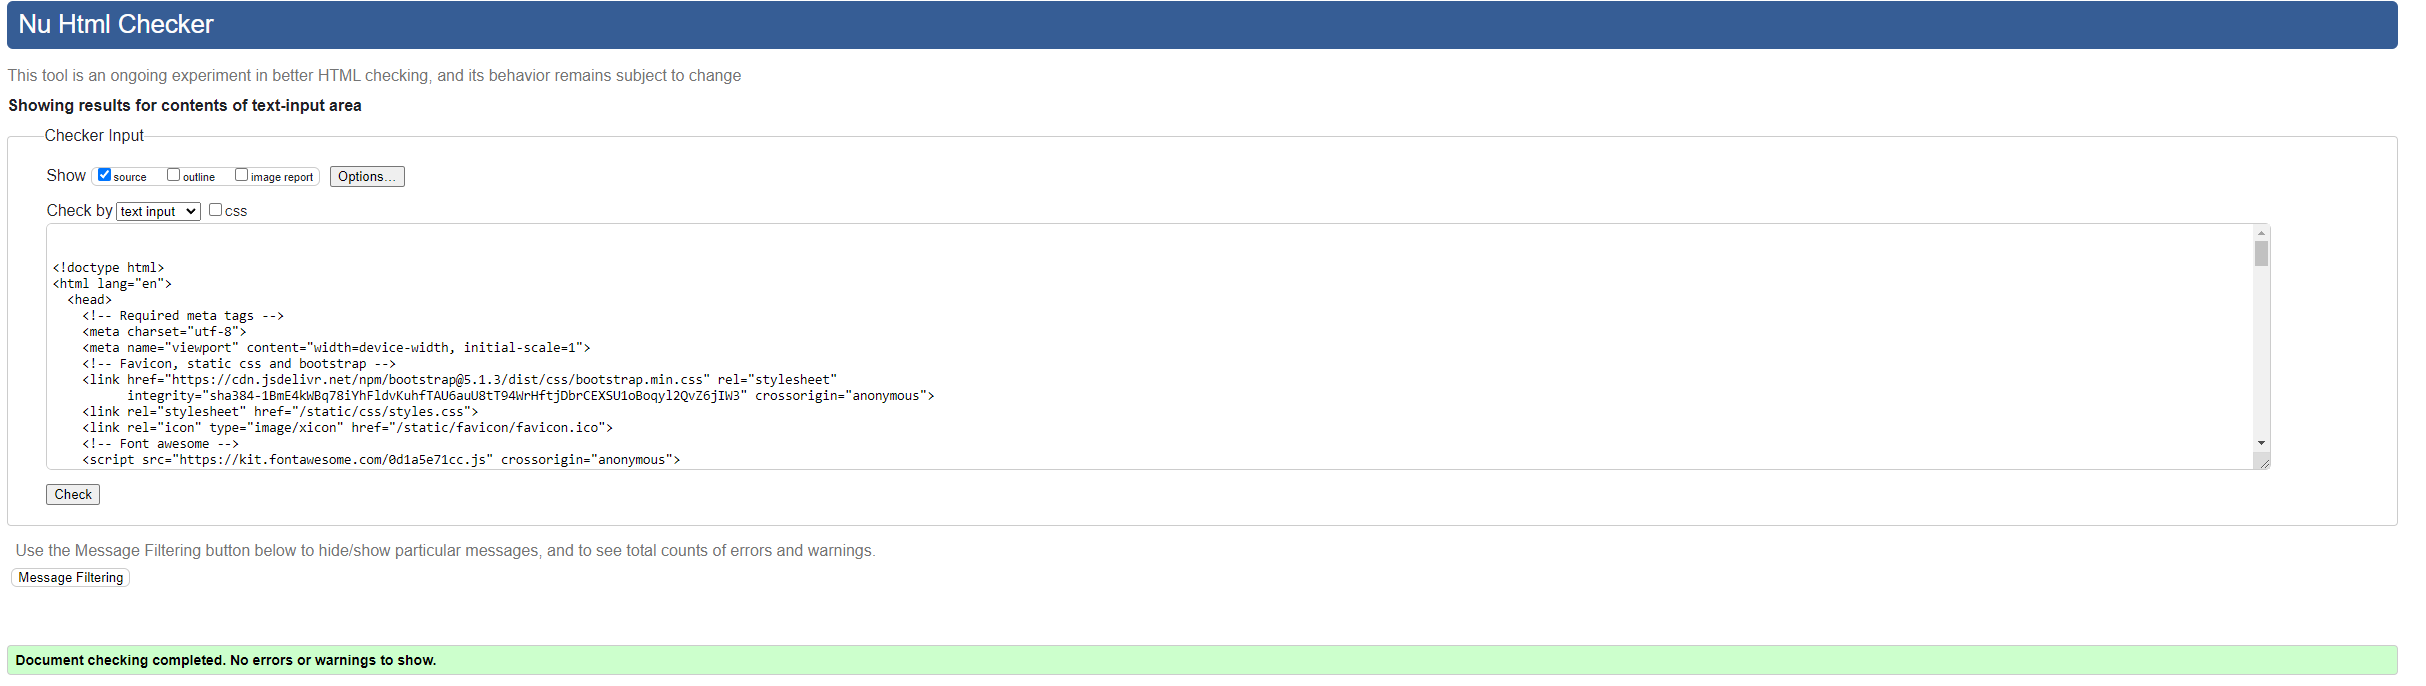 Nu Html Checker
This tool is an ongoing experiment in better HTML checking, and its behavior remains subject to change
Showing results for contents of text-input area
Checker Input
Show source outline image report Options...
Check by text input css
<!doctype html>
<html lang="en">
<head>
<!-- Required meta tags -->
<meta charset="utf-8">
<meta name="viewport" content="width=device-width, initial-scale=1">
<!-- Favicon, static css and bootstrap -->
<link href="https://cdn.jsdelivr.net/npm/bootstrap@5.1.3/dist/css/bootstrap.min.css" rel="stylesheet"
integrity="sha384-1BmE4kWBq78iYhFldvKuhfTAU6auU8tT94WrHftjDbrCEXSU1oBoqyl2QvZ6jIW3" crossorigin="anonymous">
<link rel="stylesheet" href="/static/css/styles.css">
<link rel="icon" type="image/xicon" href="/static/favicon/favicon.ico">
<!-- Font awesome -->
<script src="https://kit.fontawesome.com/0d1a5e71cc.js" crossorigin="anonymous">
Check
Use the Message Filtering button below to hide/show particular messages, and to see total counts of errors and warnings.
Message Filtering
Document checking completed. No errors or warnings to show.